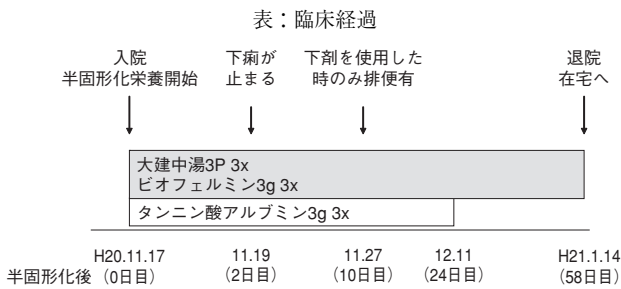 表：臨床経過
入院
半固形化栄養開始
下痢が
止まる
下剤を使用した
時のみ排便有
退院
在宅へ
大建中湯3P 3x
ビオフェルミン3g 3x
タンニン酸アルブミン3g 3x
H20.11.17
11.19
11.27
12.11
H21.1.14
半固形化後 （0日目） （2日目） （10日目） （24日目） （58日目）